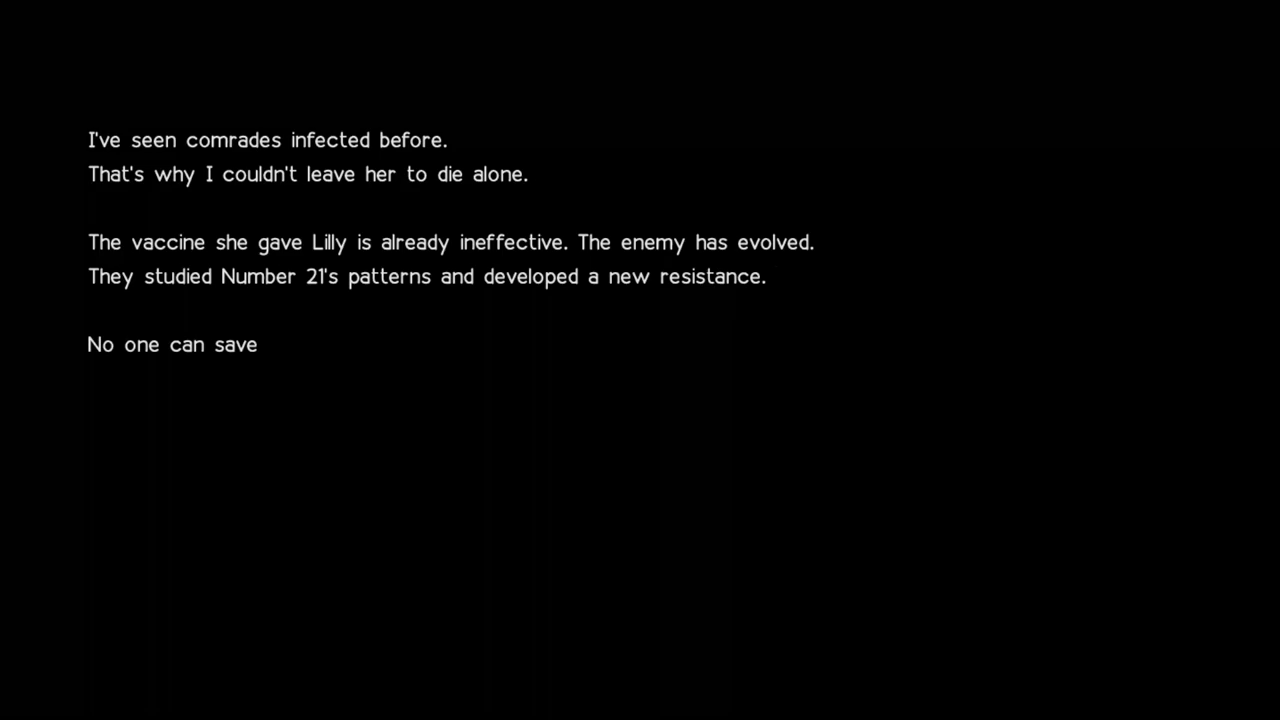 I've seen comrades infected before.
That's why I couldn't leave her to die alone.
The vaccine she gave Lilly is already ineffective. The enemy has evolved.
They studied Number 21's patterns and developed a new resistance.
No one can save